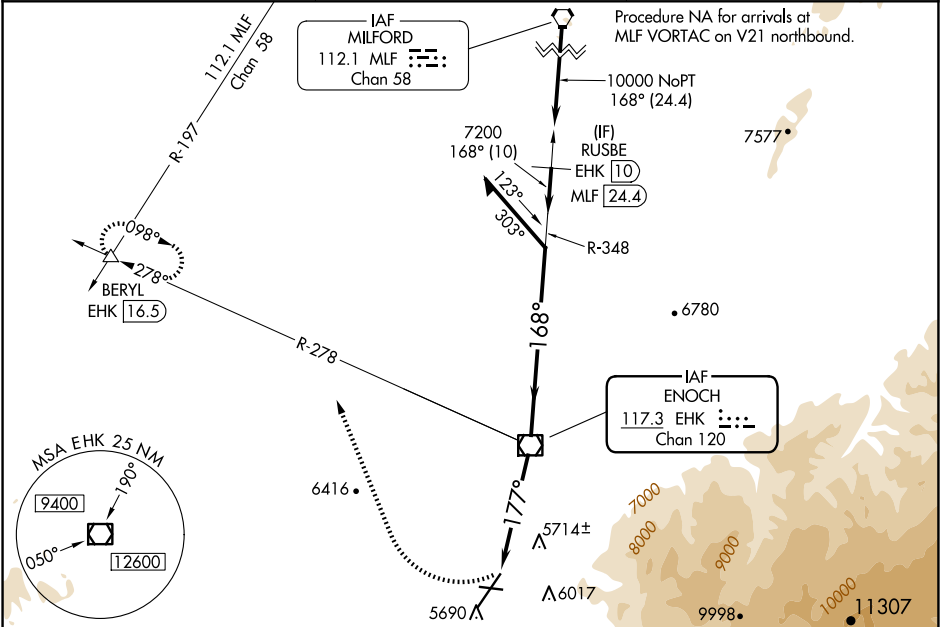 IAF
MILFORD
112.1 MLF
Chan 58
Procedure NA for arrivals at
MLF VORTAC on V21 northbound.
112.1 MLF
Chan 58
R-197
10000 NoPT
168° (24.4)
7577
7200
168° (10)
(IF)
RUSBE
EHK 10
MLF 24.4
123°
303°
R-348
098°
278°
BERYL
EHK 16.5
168°
6780
R-278
IAF
ENOCH
117.3 EHK
Chan 120
MSA EHK 25 NM
190°
9400
050°
12600
6416
177°
5714±
7000
8000
9000
10000
5690
6017
9998
11307